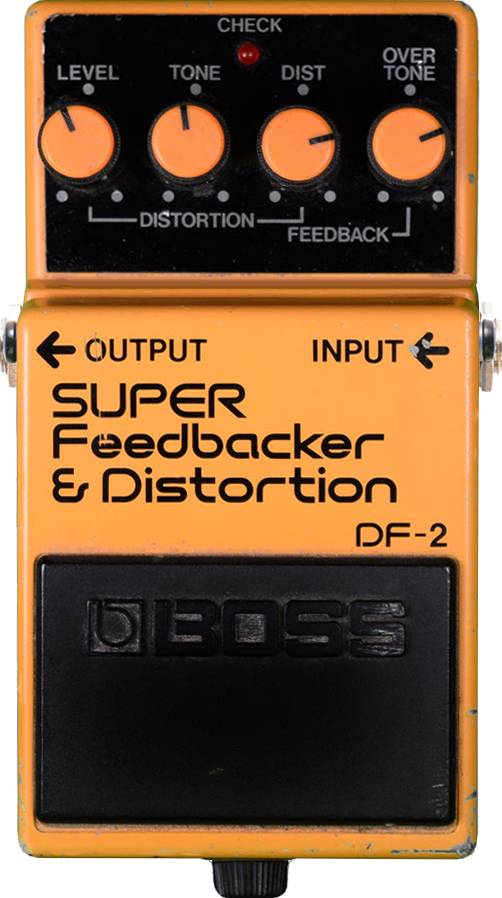 CHECK
LEVEL TONE DIST OVER TONE
DISTORTION
FEEDBACK
OUTPUT INPUT
SUPER
Feedbacker
& Distortion
DF-2
BOSS